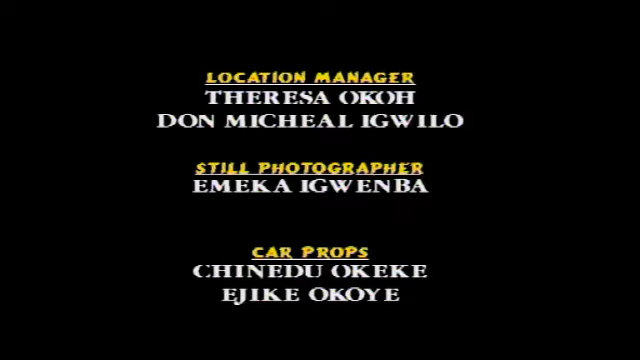 LOCATION MANAGER
THERESA OKOH
DON MICHEAL IGWILO
STILL PHOTOGRAPHER
EMEKA IGWENBA
CAR PROPS
CHINEDU OKEKE
EJIKE OKOYE